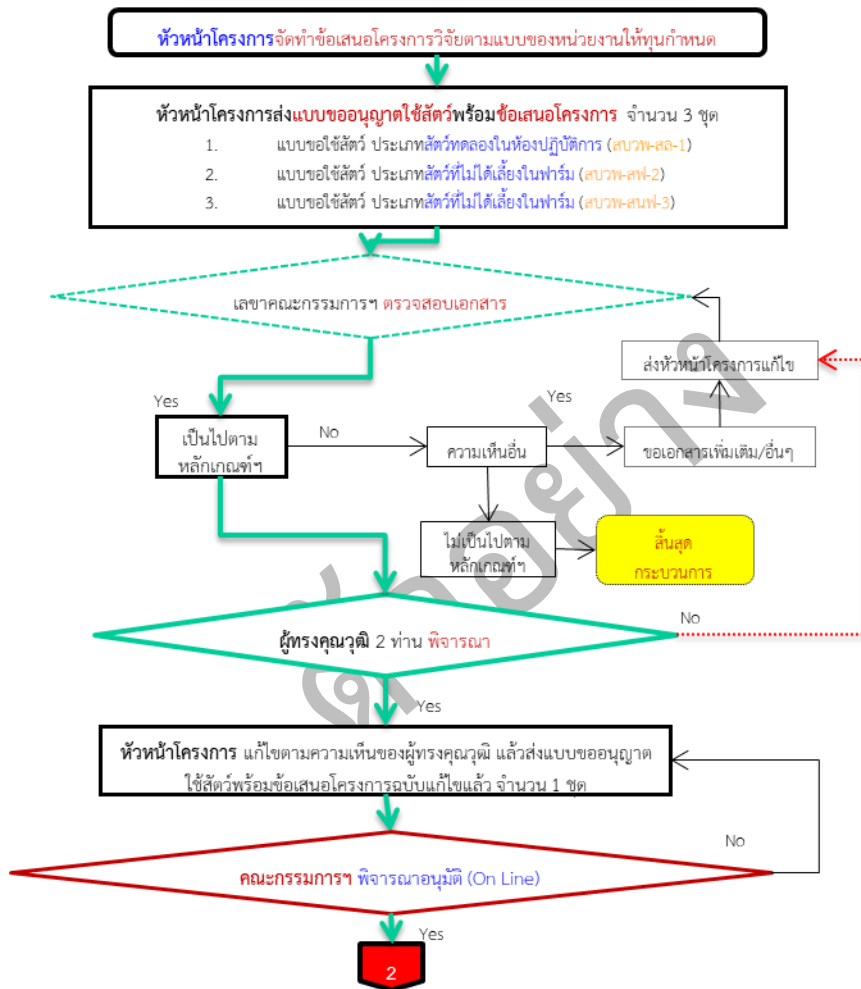 หัวหน้าโครงการจัดทำข้อเสนอโครงการวิจัยตามแบบของหน่วยงานให้ทุนกำหนด
หัวหน้าโครงการส่งแบบขออนุญาตใช้สัตว์พร้อมข้อเสนอโครงการ จำนวน 3 ชุด
1. แบบขอใช้สัตว์ ประเภทสัตว์ทดลองในห้องปฏิบัติการ (สบวพ-สล-1)
2. แบบขอใช้สัตว์ ประเภทสัตว์ที่ไม่ได้เลี้ยงในฟาร์ม (สบวพ-สฟ-2)
3. แบบขอใช้สัตว์ ประเภทสัตว์ที่ไม่ได้เลี้ยงในฟาร์ม (สบวพ-สนฟ-3)
เลขาคณะกรรมการฯ ตรวจสอบเอกสาร
ส่งหัวหน้าโครงการแก้ไข
Yes
Yes
เป็นไปตาม
หลักเกณฑ์ฯ
No
ความเห็นอื่น
ขอเอกสารเพิ่มเติม/อื่นๆ
ไม่เป็นไปตาม
หลักเกณฑ์ฯ
สิ้นสุด
กระบวนการ
ผู้ทรงคุณวุฒิ 2 ท่าน พิจารณา
No
Yes
หัวหน้าโครงการ แก้ไขตามความเห็นของผู้ทรงคุณวุฒิ แล้วส่งแบบขออนุญาต
ใช้สัตว์พร้อมข้อเสนอโครงการฉบับแก้ไขแล้ว จำนวน 1 ชุด
No
คณะกรรมการฯ พิจารณาอนุมัติ (On Line)
Yes
2
ตัวอย่าง